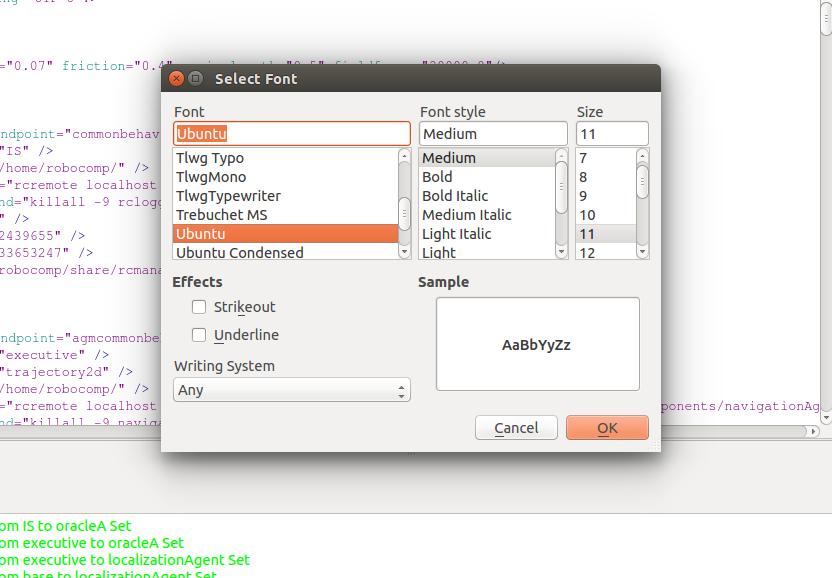 ="0.07" friction="0.4"
Select Font
Font
Font style
Size
Ubuntu
Medium
11
Tlwg Typo
TlwgMono
TlwgTypewriter
Trebuchet MS
Ubuntu
Ubuntu Condensed
Medium
Bold
Bold Italic
Medium Italic
Light Italic
Light
7
8
9
10
11
12
Effects
Strikeout
Underline
Writing System
Any
Sample
AaBbYyZz
Cancel
OK
ndpoint="commonbehav
"IS" />
/home/robocomp/" />
="rcremote localhost
nd="killall -9 rclogg
" />
2439655" />
33653247" />
robocomp/share/rcmana
ndpoint="agmcommonbe
"executive" />
"trajectory2d" />
/home/robocomp/" />
="rcremote localhost
ponents/navigationAg
nd="killall -9 naviga
om IS to oracleA Set
om executive to oracleA Set
om executive to localizationAgent Set
om base to localizationAgent Set